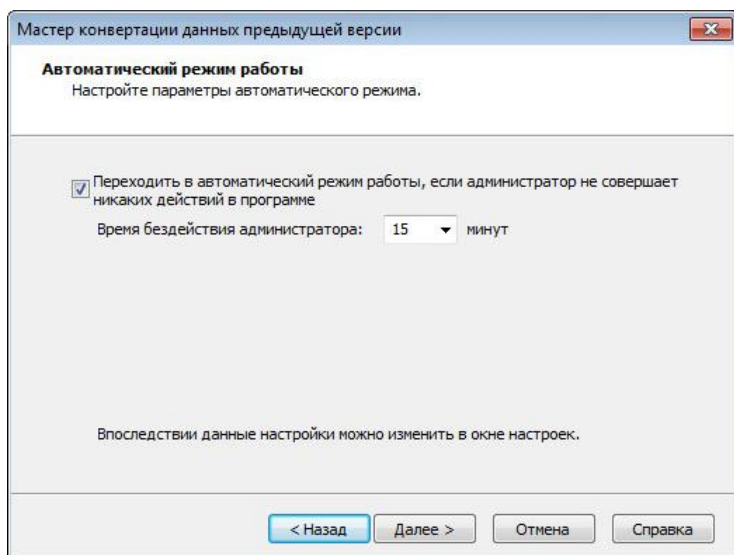 Мастер конвертации данных предыдущей версии
Автоматический режим работы
Настройте параметры автоматического режима.
Переходить в автоматический режим работы, если администратор не совершает
никаких действий в программе
Время бездействия администратора: 15 минут
Впоследствии данные настройки можно изменить в окне настроек.
< Назад Далее > Отмена Справка